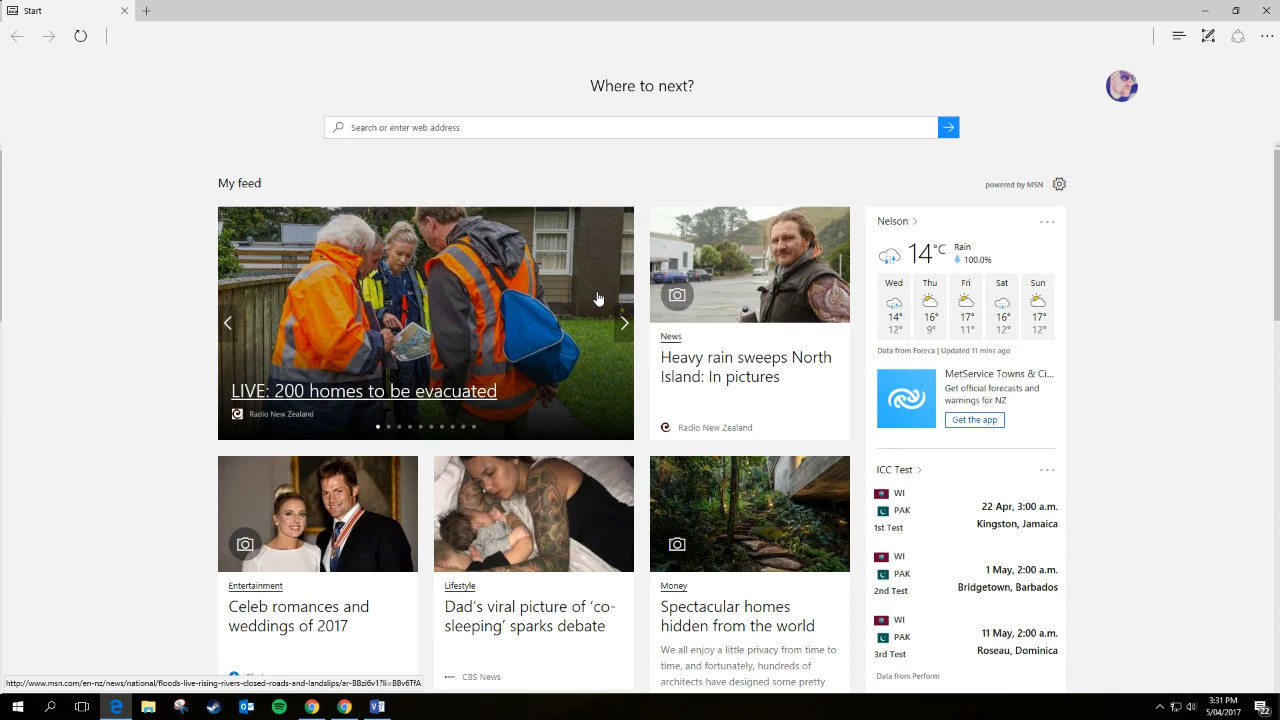 Start
Where to next?
Search or enter web address
My feed
powered by MSN
LIVE: 200 homes to be evacuated
Radio New Zealand
News
Heavy rain sweeps North
Island: In pictures
Radio New Zealand
Nelson
14°C
Rain
100.0%
Wed Thu Fri Sat Sun
14° 16° 17° 16° 17°
12° 9° 11° 12° 12°
Data from Foreca | Updated 11 mins ago
MetService Towns & Ci...
Get official forecasts and
warnings for NZ
Get the app
ICC Test
WI
PAK
1st Test
22 Apr, 3:00 a.m.
Kingston, Jamaica
WI
PAK
2nd Test
1 May, 2:00 a.m.
Bridgetown, Barbados
WI
PAK
3rd Test
11 May, 2:00 a.m.
Roseau, Dominica
Data from Perform
Entertainment
Celeb romances and
weddings of 2017
Lifestyle
Dad's viral picture of 'co-
sleeping' sparks debate
CBS News
Money
Spectacular homes
hidden from the world
We all enjoy a little privacy from time to
time, and fortunately, hundreds of
architects have designed some pretty
3:31 PM
5/04/2017
22